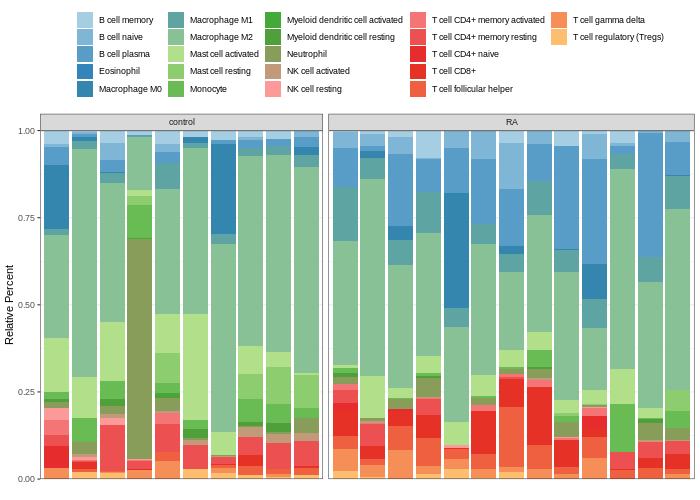 B cell memory
B cell naive
B cell plasma
Eosinophil
Macrophage M0
Macrophage M1
Macrophage M2
Mast cell activated
Mast cell resting
Monocyte
Myeloid dendritic cell activated
Myeloid dendritic cell resting
Neutrophil
NK cell activated
NK cell resting
T cell CD4+ memory activated
T cell CD4+ memory resting
T cell CD4+ naive
T cell CD8+
T cell follicular helper
T cell gamma delta
T cell regulatory (Tregs)
control
RA
1.00
0.75
0.50
0.25
0.00
Relative Percent